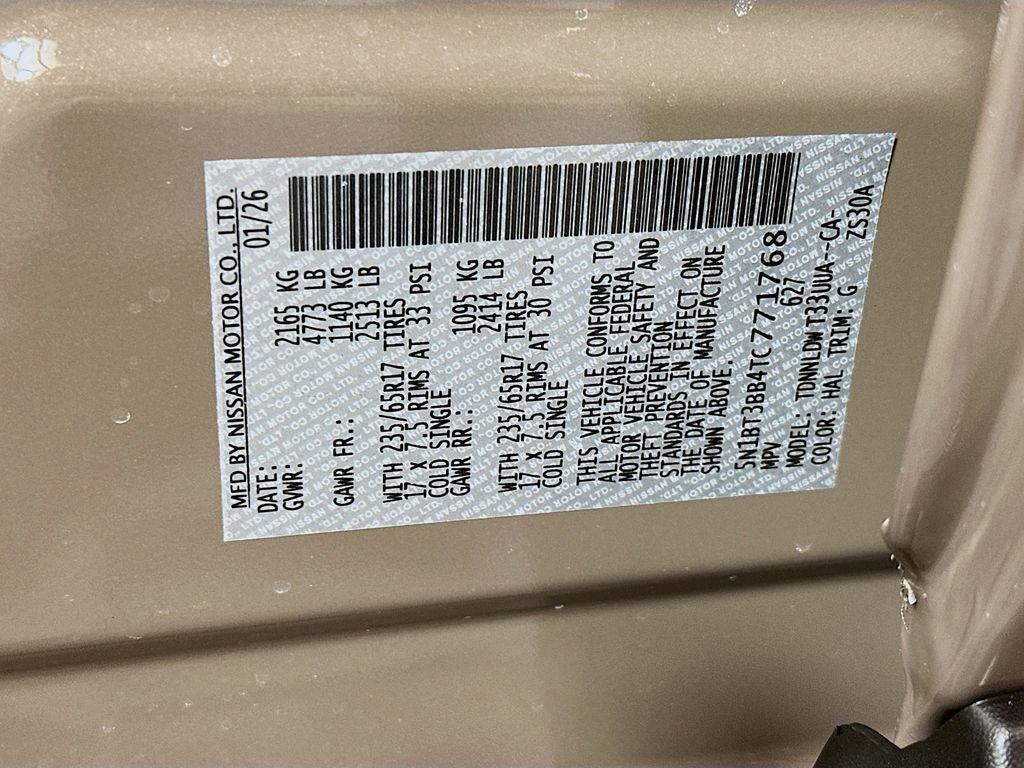 MFD BY NISSAN MOTOR CO., LTD.
DATE: 01/26
GVWR: 2165 KG
4773 LB
GAWR FR.: 1140 KG
2513 LB
WITH 235/65R17 TIRES
17 X 7.5 RIMS AT 33 PSI
COLD SINGLE
GAWR RR.: 1095 KG
2414 LB
WITH 235/65R17 TIRES
17 X 7.5 RIMS AT 30 PSI
COLD SINGLE
THIS VEHICLE CONFORMS TO
ALL APPLICABLE FEDERAL
MOTOR VEHICLE SAFETY AND
THEFT PREVENTION
STANDARDS IN EFFECT ON
THE DATE OF MANUFACTURE
SHOWN ABOVE.
5N1BT3BB4TC771768
MPV 627
MODEL: TDNNLDWT33UUA--CA-
COLOR: HAL TRIM: G ZS30A